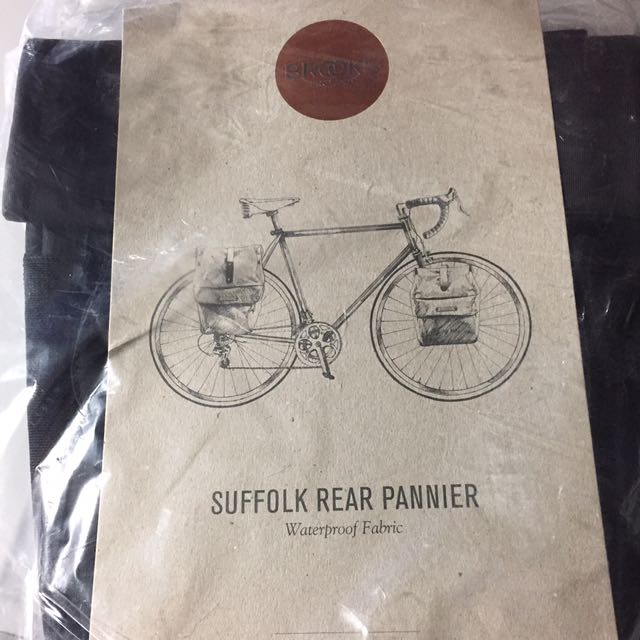 BROOKS
SUFFOLK REAR PANNIER
Waterproof Fabric